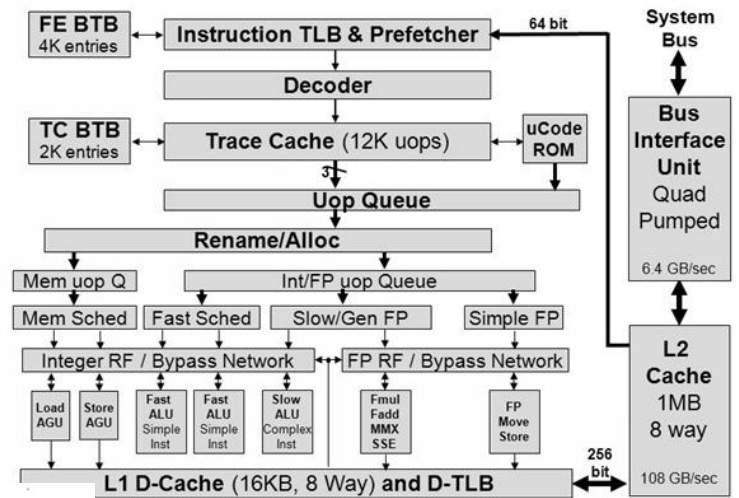 FE BTB
4K entries
Instruction TLB & Prefetcher
64 bit
System
Bus
Decoder
TC BTB
2K entries
Trace Cache (12K uops)
uCode
ROM
Bus
Interface
Unit
Quad
Pumped
6.4 GB/sec
3
Uop Queue
Rename/Alloc
Mem uop Q
Int/FP uop Queue
Mem Sched
Fast Sched
Slow/Gen FP
Simple FP
Integer RF / Bypass Network
FP RF / Bypass Network
Load
AGU
Store
AGU
Fast
ALU
Simple
Inst
Fast
ALU
Simple
Inst
Slow
ALU
Complex
Inst
Fmul
Fadd
MMX
SSE
FP
Move
Store
L2
Cache
1MB
8 way
108 GB/sec
256
bit
L1 D-Cache (16KB, 8 Way) and D-TLB